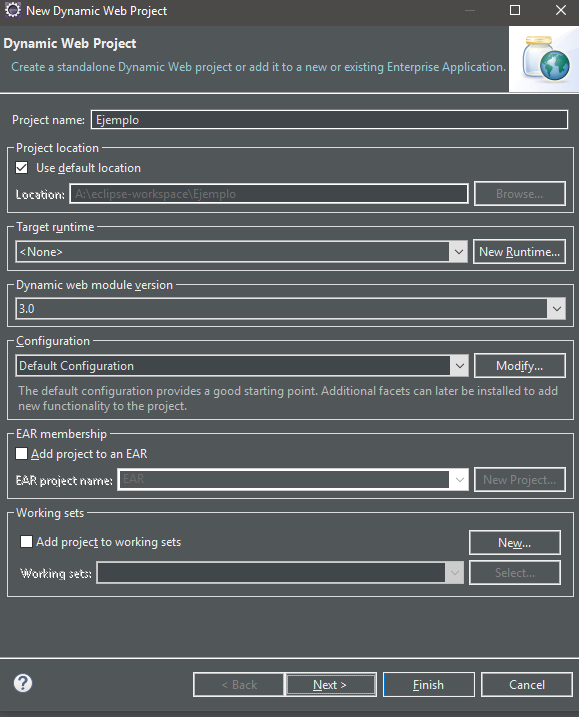 New Dynamic Web Project
Dynamic Web Project
Create a standalone Dynamic Web project or add it to a new or existing Enterprise Application.
Project name: Ejemplo
Project location
Use default location
Location: A:\eclipse-workspace\Ejemplo Browse...
Target runtime
<None> New Runtime...
Dynamic web module version
3.0
Configuration
Default Configuration Modify...
The default configuration provides a good starting point. Additional facets can later be installed to add
new functionality to the project.
EAR membership
Add project to an EAR
EAR project name: EAR New Project...
Working sets
Add project to working sets New...
Working sets: Select...
? < Back Next > Finish Cancel